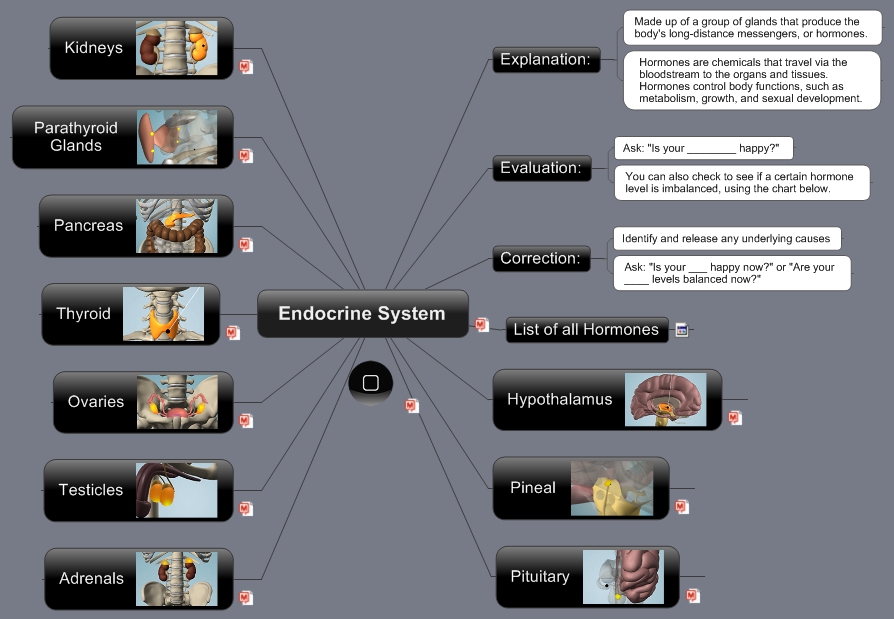 Kidneys
Parathyroid
Glands
Pancreas
Thyroid
Ovaries
Testicles
Adrenals
Endocrine System
Explanation:
Made up of a group of glands that produce the
body's long-distance messengers, or hormones.
Hormones are chemicals that travel via the
bloodstream to the organs and tissues.
Hormones control body functions, such as
metabolism, growth, and sexual development.
Evaluation:
Ask: "Is your ________ happy?"
You can also check to see if a certain hormone
level is imbalanced, using the chart below.
Correction:
Identify and release any underlying causes
Ask: "Is your ___ happy now?" or "Are your
____ levels balanced now?"
List of all Hormones
Hypothalamus
Pineal
Pituitary